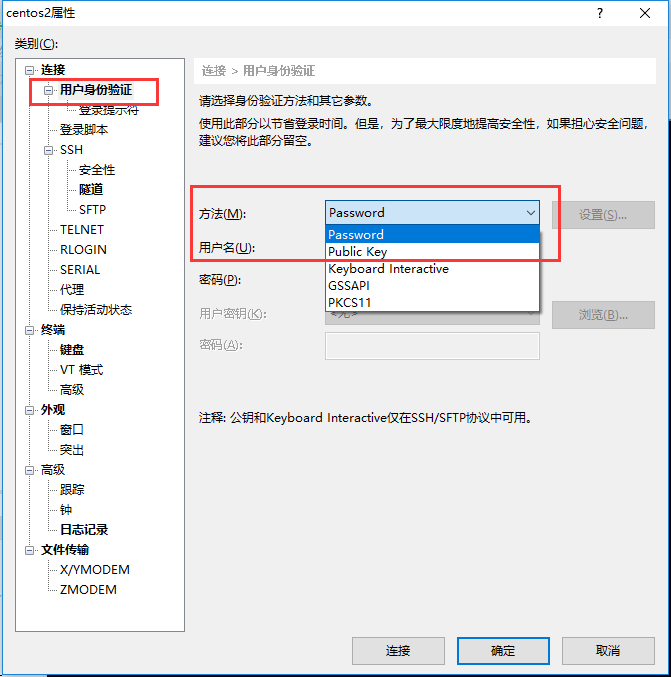 centos2属性
类别(C):
连接
用户身份验证
登录提示符
登录脚本
SSH
安全性
隧道
SFTP
TELNET
RLOGIN
SERIAL
代理
保持活动状态
终端
键盘
VT 模式
高级
外观
窗口
突出
高级
跟踪
钟
日志记录
文件传输
X/YMODEM
ZMODEM
连接 > 用户身份验证
请选择身份验证方法和其它参数。
使用此部分以节省登录时间。但是，为了最大限度地提高安全性，如果担心安全问题，
建议您将此部分留空。
方法(M):
Password
设置(S)...
Password
用户名(U):
Public Key
Keyboard Interactive
密码(P):
GSSAPI
PKCS11
用户密钥(K):
<无>
浏览(B)...
密码(A):
注释: 公钥和Keyboard Interactive仅在SSH/SFTP协议中可用。
连接
确定
取消